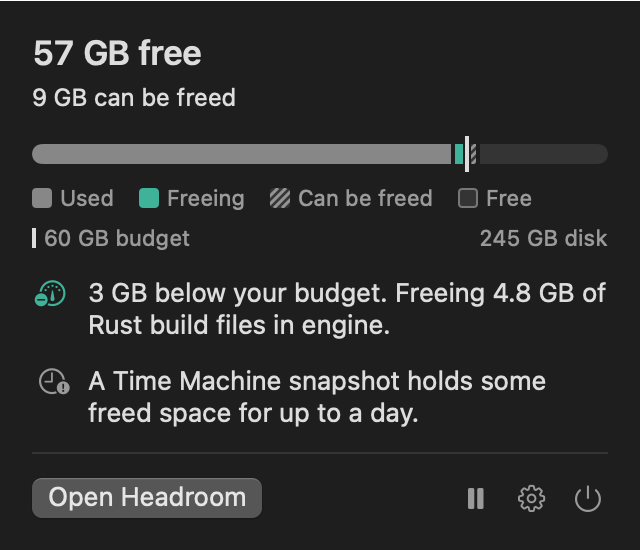 57 GB free
9 GB can be freed
Used Freeing Can be freed Free
60 GB budget 245 GB disk
3 GB below your budget. Freeing 4.8 GB of
Rust build files in engine.
A Time Machine snapshot holds some
freed space for up to a day.
Open Headroom